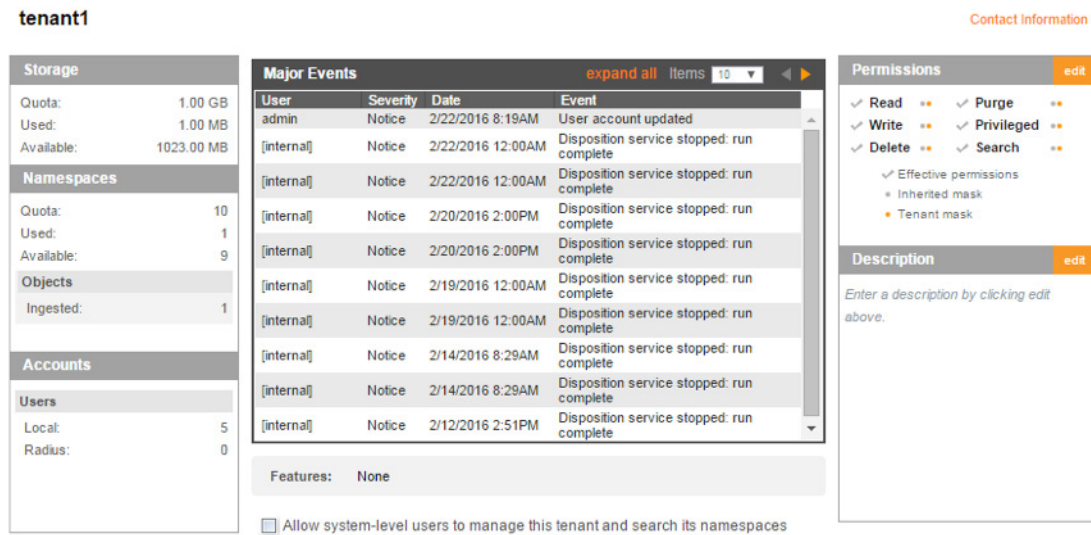 tenant1
Contact Information
Storage
Quota: 1.00 GB
Used: 1.00 MB
Available: 1023.00 MB
Namespaces
Quota: 10
Used: 1
Available: 9
Objects
Ingested: 1
Accounts
Users
Local: 5
Radius: 0
Major Events expand all Items 10
User Severity Date Event
admin Notice 2/22/2016 8:19AM User account updated
[internal] Notice 2/22/2016 12:00AM Disposition service stopped: run
complete
[internal] Notice 2/22/2016 12:00AM Disposition service stopped: run
complete
[internal] Notice 2/20/2016 2:00PM Disposition service stopped: run
complete
[internal] Notice 2/20/2016 2:00PM Disposition service stopped: run
complete
[internal] Notice 2/19/2016 12:00AM Disposition service stopped: run
complete
[internal] Notice 2/19/2016 12:00AM Disposition service stopped: run
complete
[internal] Notice 2/14/2016 8:29AM Disposition service stopped: run
complete
[internal] Notice 2/14/2016 8:29AM Disposition service stopped: run
complete
[internal] Notice 2/12/2016 2:51PM Disposition service stopped: run
complete
Features: None
Allow system-level users to manage this tenant and search its namespaces
Permissions edit
Read Purge
Write Privileged
Delete Search
Effective permissions
Inherited mask
Tenant mask
Description edit
Enter a description by clicking edit
above.